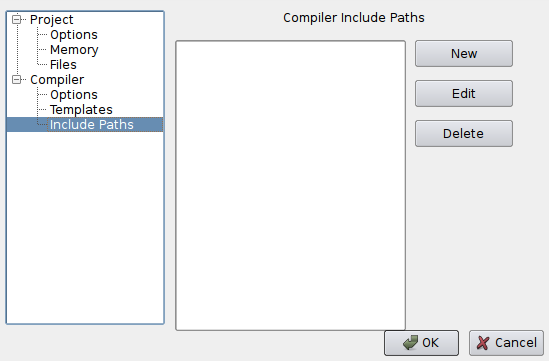 Project
Options
Memory
Files
Compiler
Options
Templates
Include Paths
Compiler Include Paths
New
Edit
Delete
OK
Cancel